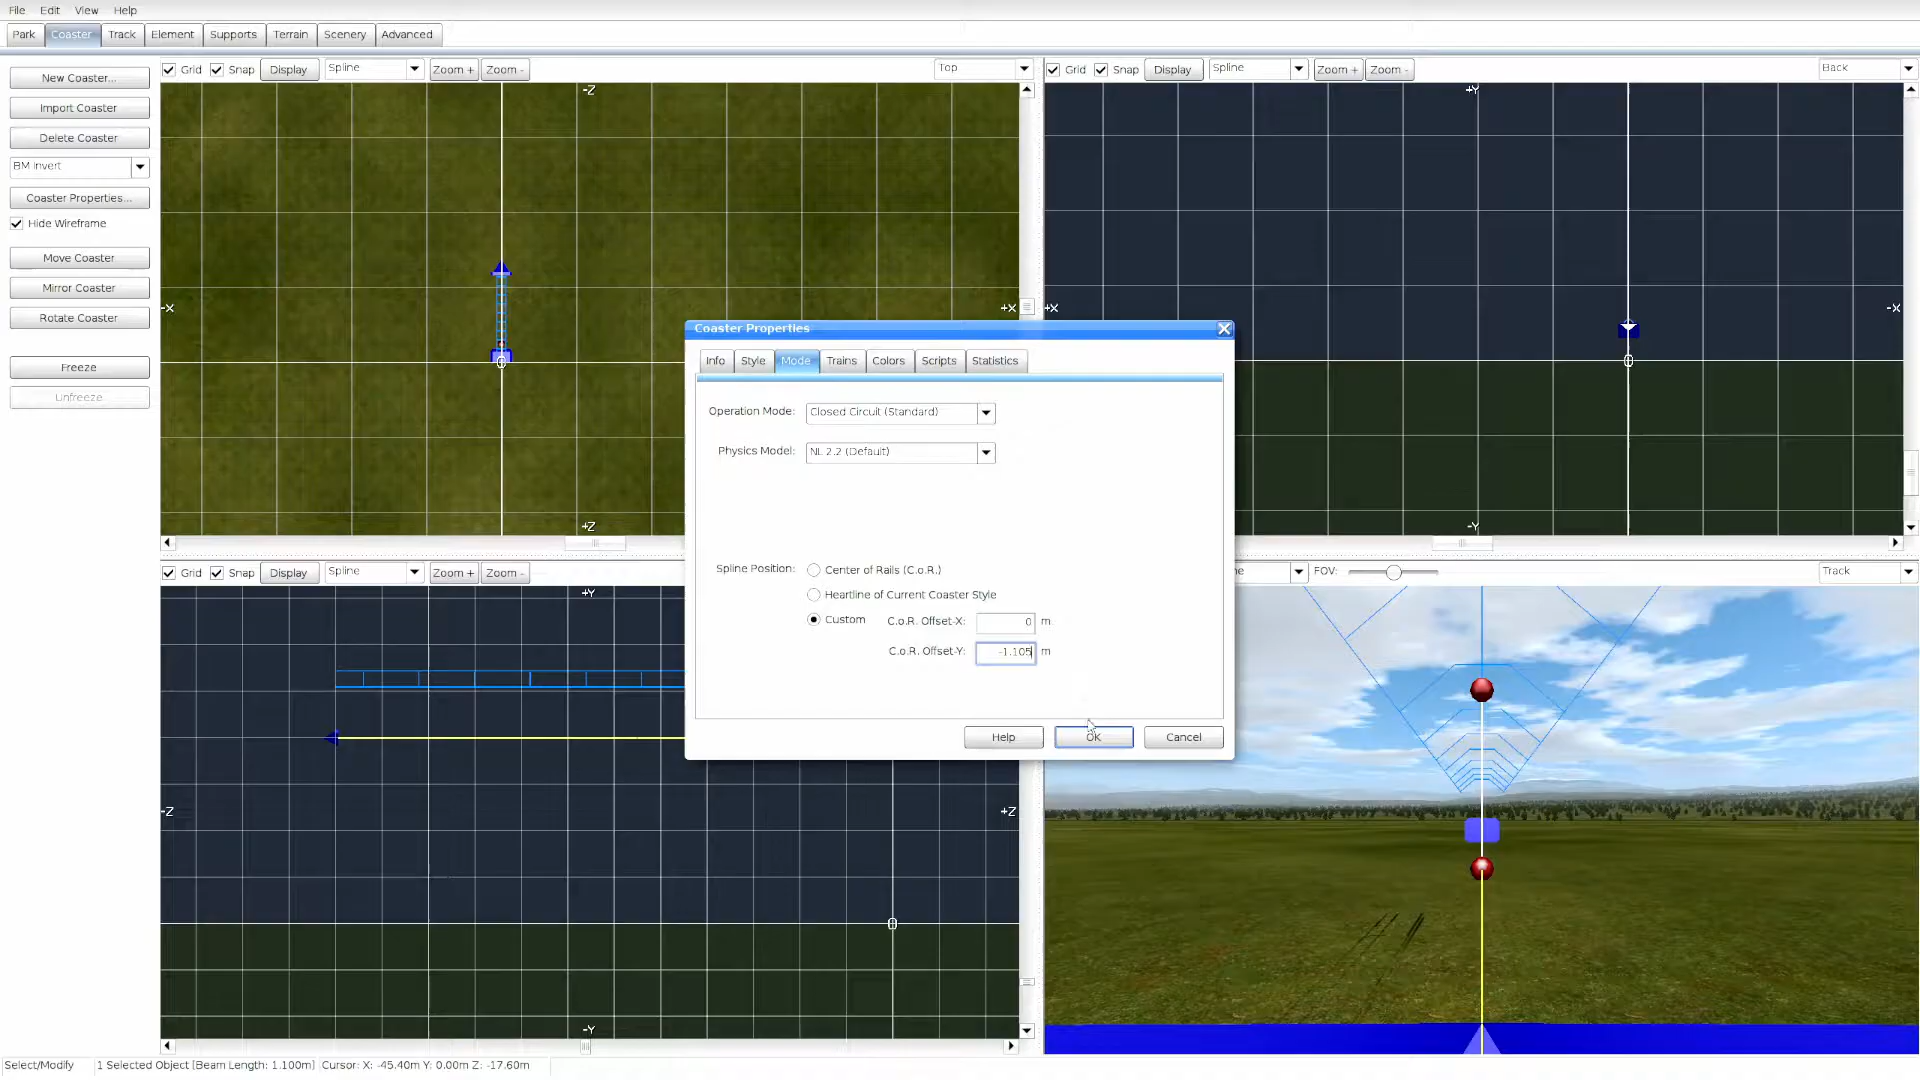 File Edit View Help
Park Coaster Track Element Supports Terrain Scenery Advanced
New Coaster...
Import Coaster
Delete Coaster
BM Invert
Coaster Properties...
Hide Wireframe
Move Coaster
Mirror Coaster
Rotate Coaster
Freeze
Unfreeze
Grid Snap Display Spline Zoom + Zoom - Top
-Z
-X
+X
0
+Z
Grid Snap Display Spline Zoom + Zoom - Back
+Y
+X
-X
0
-Y
Coaster Properties
Info Style Mode Trains Colors Scripts Statistics
Operation Mode: Closed Circuit (Standard)
Physics Model: NL 2.2 (Default)
Spline Position: Center of Rails (C.o.R.)
Heartline of Current Coaster Style
Custom C.o.R. Offset-X: 0 m
C.o.R. Offset-Y: -1.105 m
Help OK Cancel
Grid Snap Display Spline Zoom + Zoom -
+Y
-Z
+Z
0
-Y
FOV: Track
Select/Modify 1 Selected Object [Beam Length: 1.100m] Cursor: X: -45.40m Y: 0.00m Z: -17.60m